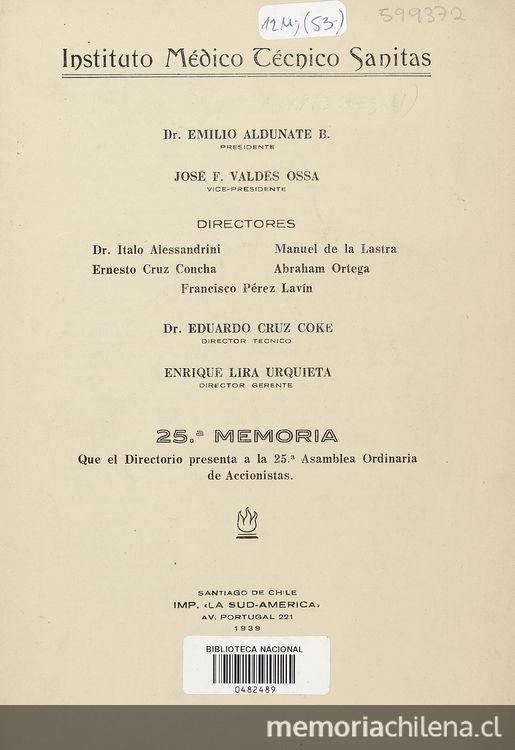 12M; (53-)
599372
Instituto Médico Técnico Sanitas
Dr. EMILIO ALDUNATE B.
PRESIDENTE
JOSÉ F. VALDÉS OSSA
VICE-PRESIDENTE
DIRECTORES
Dr. Italo Alessandrini Manuel de la Lastra
Ernesto Cruz Concha Abraham Ortega
Francisco Pérez Lavín
Dr. EDUARDO CRUZ COKE
DIRECTOR TECNICO
ENRIQUE LIRA URQUIETA
DIRECTOR GERENTE
25.ª MEMORIA
Que el Directorio presenta a la 25.ª Asamblea Ordinaria
de Accionistas.
SANTIAGO DE CHILE
IMP. «LA SUD-AMERICA»
AV. PORTUGAL 221
1939
BIBLIOTECA NACIONAL
0482489
memoriachilena.cl